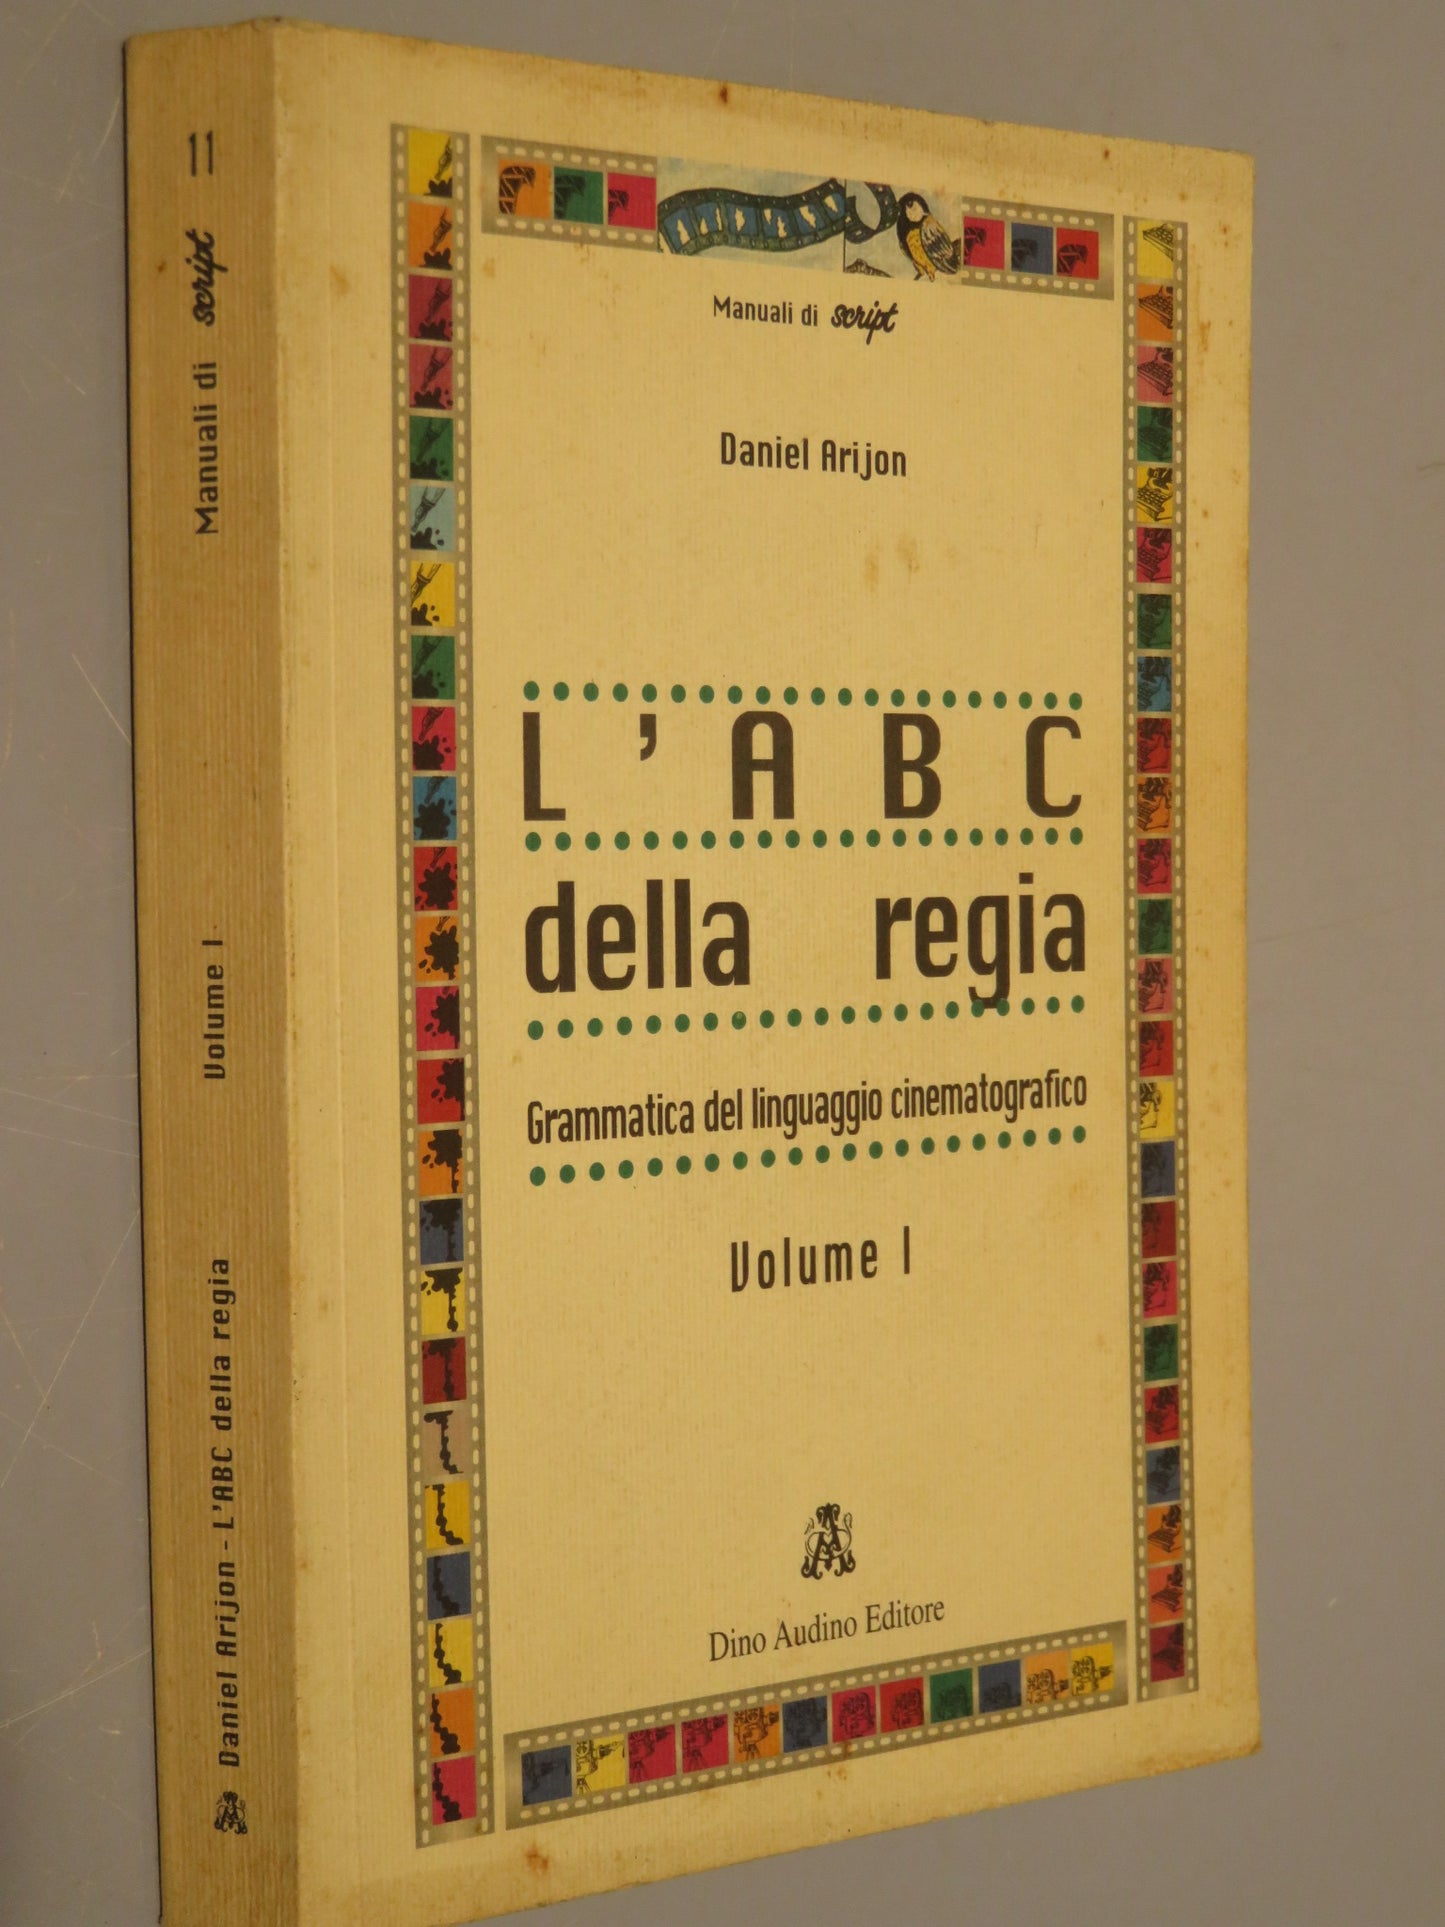 Manuali di script
Daniel Arijon
L'ABC
della regia
Grammatica del linguaggio cinematografico
Volume I
Dino Audino Editore
Daniel Arijon - L'ABC della regia Volume I Manuali di script 11